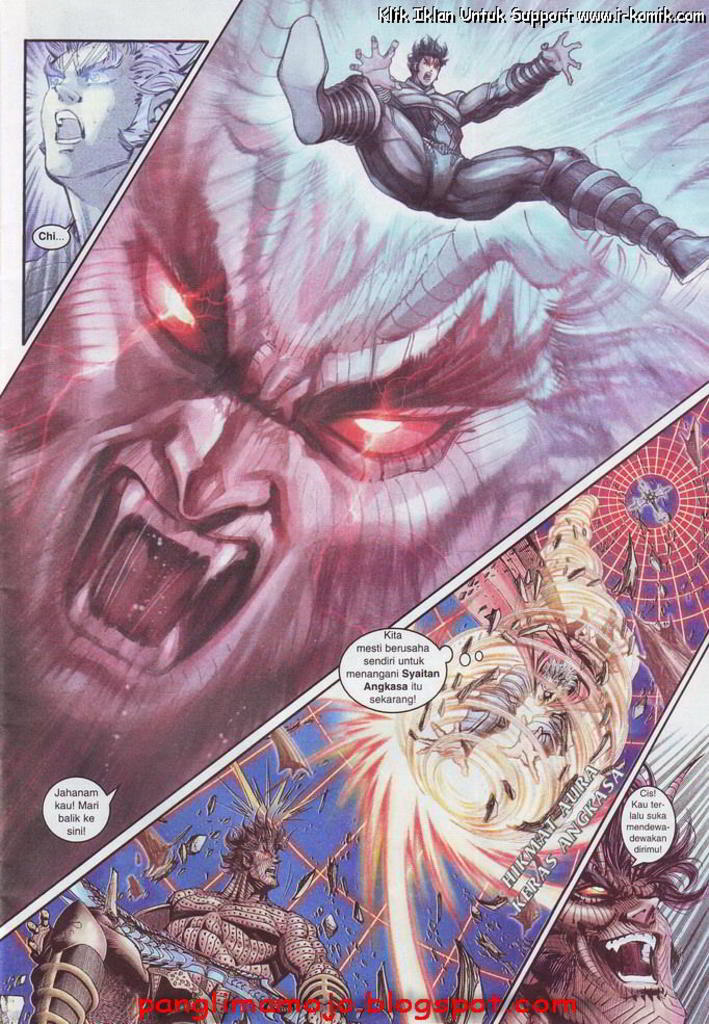 Klik Iklan Untuk Support www.ir-komik.com
Chi...
Kita
mesti berusaha
sendiri untuk
menangani Syaitan
Angkasa itu
sekarang!
Jahanam
kau! Mari
balik ke
sini!
HIKMAT AURA
KERAS ANGKASA
Cis!
Kau ter-
lalu suka
mendewa-
dewakan
dirimu!
panglimamojo.blogspot.com